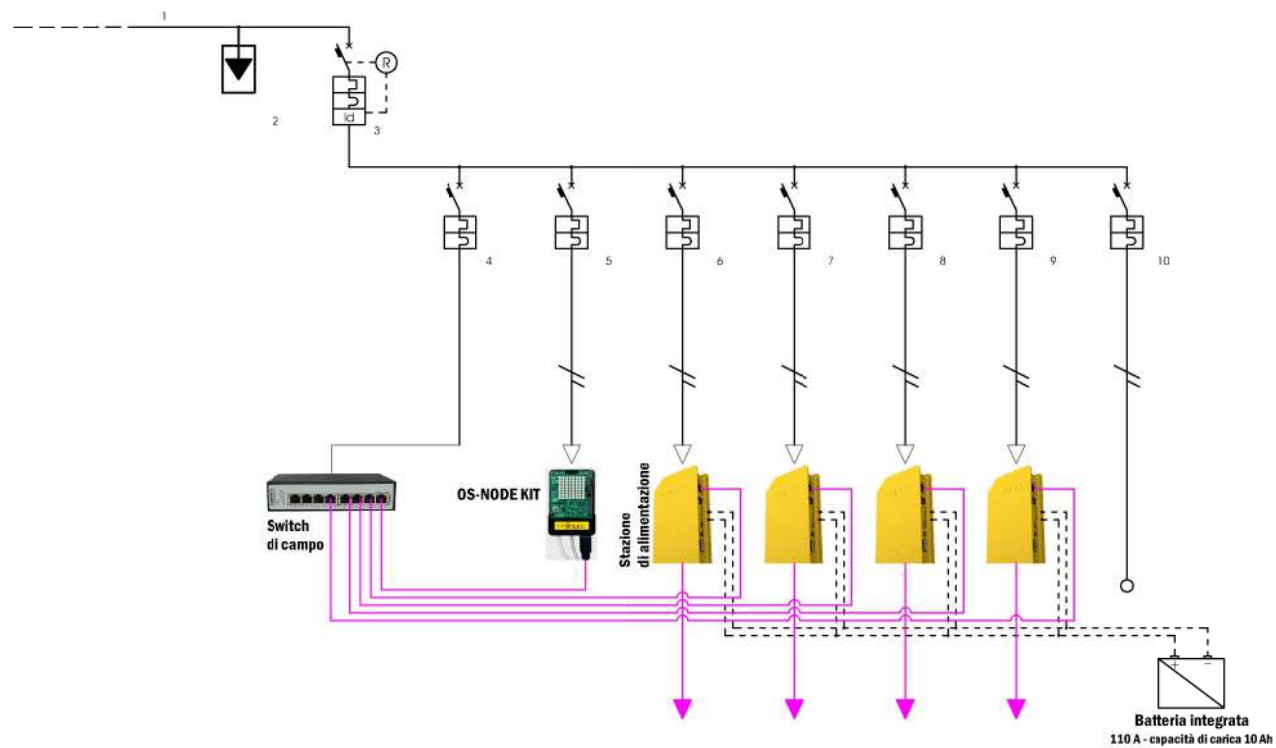 1
R
Id
2
3
4
5
6
7
8
9
10
Switch
di campo
OS-NODE KIT
Stazione
di alimentazione
+
−
Batteria integrata
110 A - capacità di carica 10 Ah